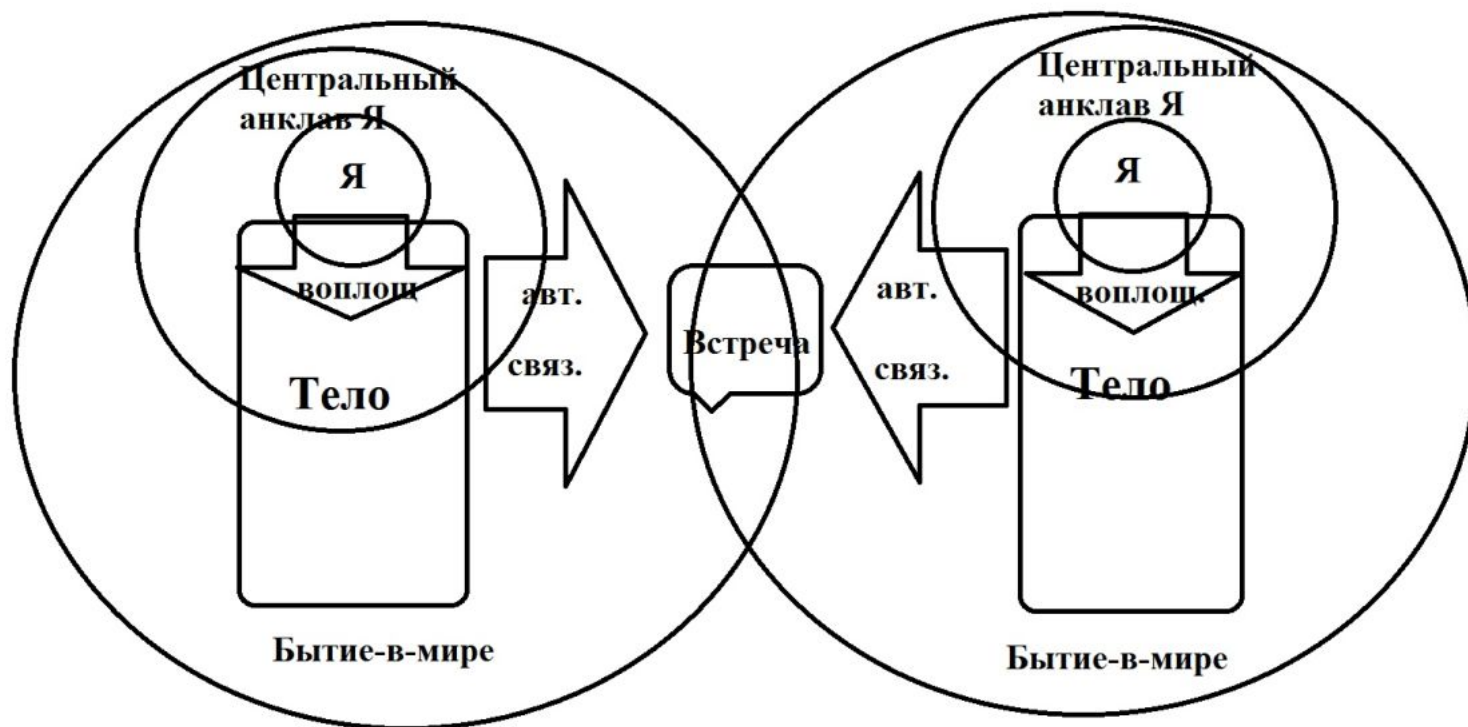 Центральный
анклав Я
Я
воплощ
Тело
авт.
связ.
Бытие-в-мире
Встреча
Центральный
анклав Я
Я
воплощ.
Тело
авт.
связ.
Бытие-в-мире